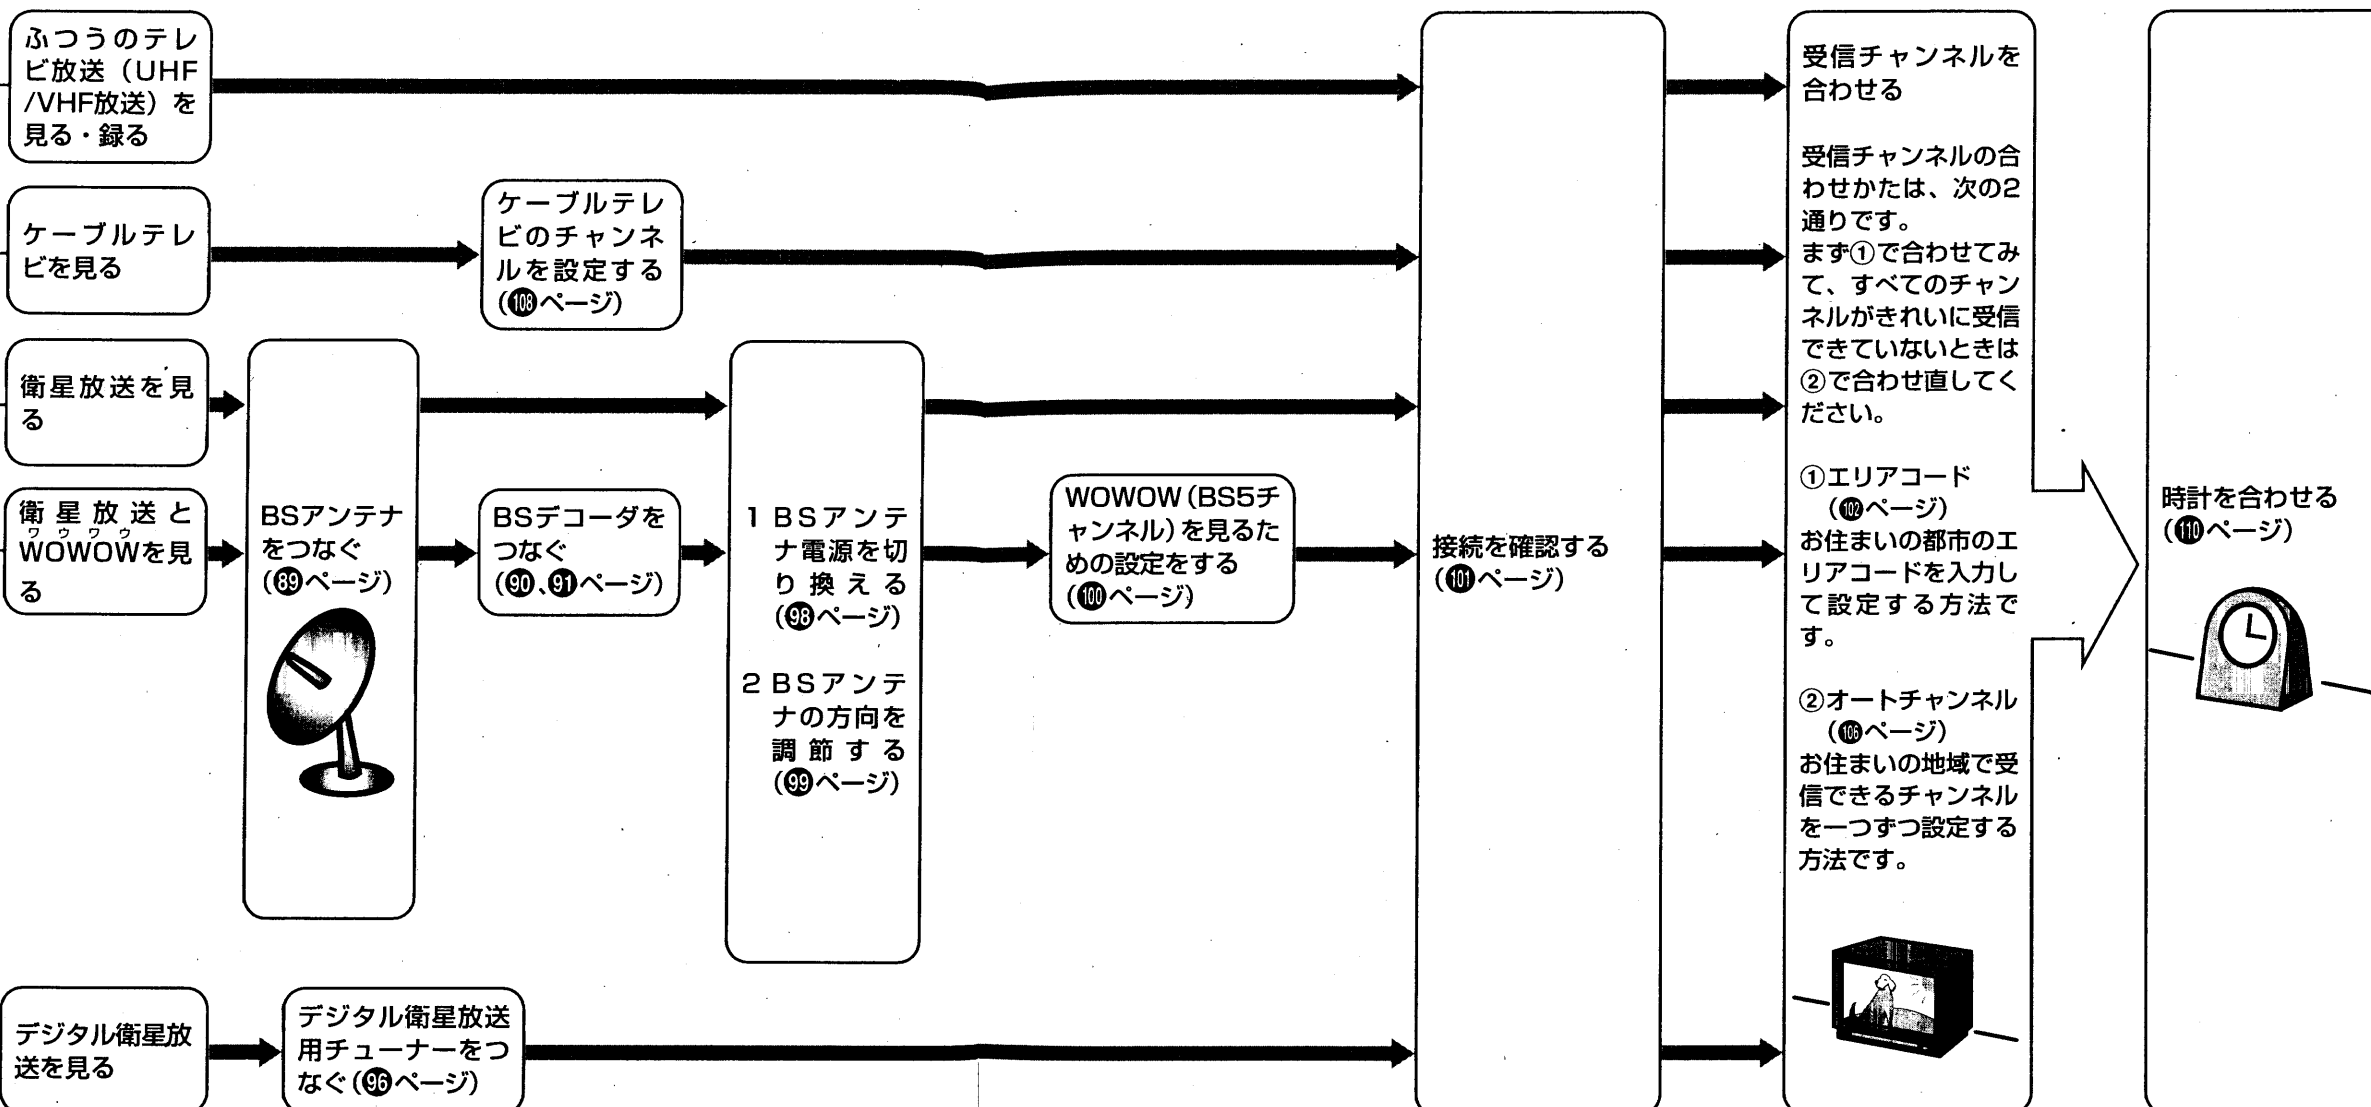 ふつうのテレ
ビ放送（UHF
/VHF放送）を
見る・録る
ケーブルテレ
ビを見る
ケーブルテレ
ビのチャンネ
ルを設定する
（108ページ）
衛星放送を見
る
衛星放送と
ワウワウ
WOWOWを見
る
BSアンテナ
をつなぐ
（89ページ）
BSデコーダを
つなぐ
（90、91ページ）
1 BSアンテ
ナ電源を切
り換える
（98ページ）
2 BSアンテ
ナの方向を
調節する
（99ページ）
WOWOW（BS5チ
ャンネル）を見るた
めの設定をする
（100ページ）
デジタル衛星放
送を見る
デジタル衛星放送
用チューナーをつ
なぐ（96ページ）
接続を確認する
（101ページ）
受信チャンネルを
合わせる
受信チャンネルの合
わせかたは、次の2
通りです。
まず①で合わせてみ
て、すべてのチャン
ネルがきれいに受信
できていないときは
②で合わせ直してく
ださい。
①エリアコード
（102ページ）
お住まいの都市のエ
リアコードを入力し
て設定する方法で
す。
②オートチャンネル
（106ページ）
お住まいの地域で受
信できるチャンネル
を一つずつ設定する
方法です。
時計を合わせる
（110ページ）